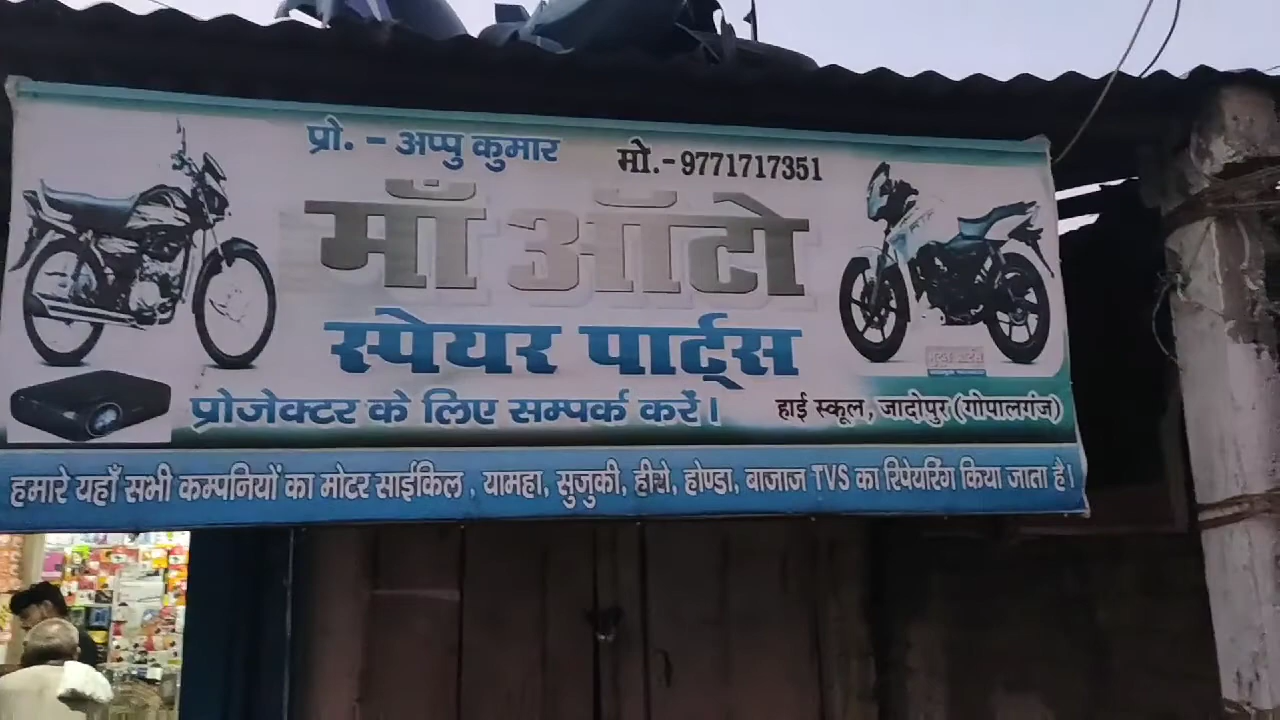 प्रो. - अप्पु कुमार मो.- 9771717351
माँ ऑटो
स्पेयर पार्ट्स
प्रोजेक्टर के लिए सम्पर्क करें। हाई स्कूल, जादोपुर (गोपालगंज)
हमारे यहाँ सभी कम्पनियों का मोटर साईकिल, यामहा, सुजुकी, हीरो, होण्डा, बाजाज TVS का रिपेयरिंग किया जाता है।